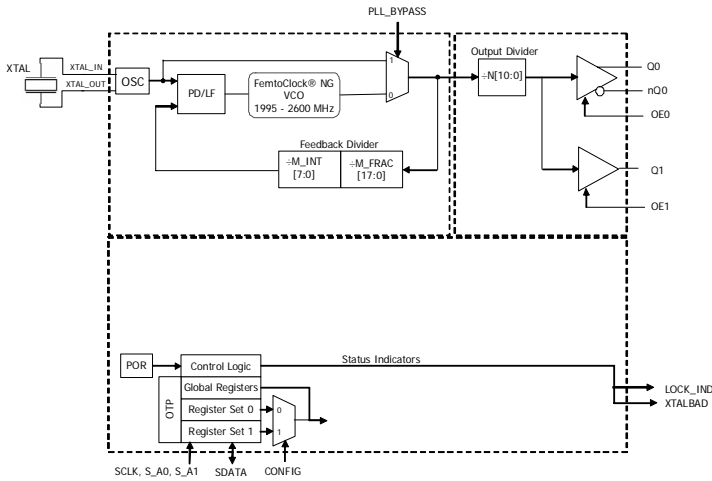 PLL_BYPASS
Output Divider
XTAL
XTAL_IN
XTAL_OUT
OSC
PD/LF
FemtoClock® NG
VCO
1995 - 2600 MHz
1
0
÷N[10:0]
Q0
nQ0
OE0
Feedback Divider
÷M_INT
[7:0]
÷M_FRAC
[17:0]
Q1
OE1
POR
Control Logic
Status Indicators
OTP
Global Registers
Register Set 0
0
Register Set 1
1
LOCK_IND
XTALBAD
SCLK, S_A0, S_A1
SDATA
CONFIG